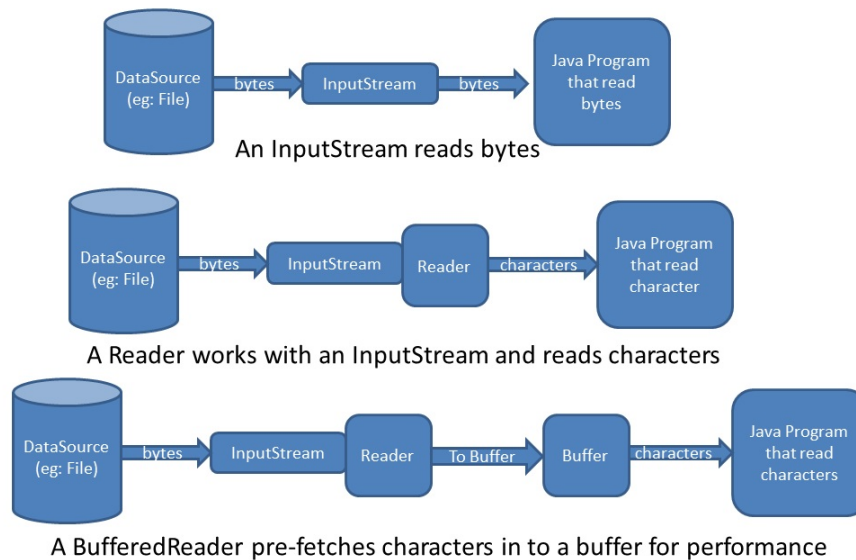 DataSource
(eg: File)
bytes
InputStream
bytes
Java Program
that read
bytes
An InputStream reads bytes
DataSource
(eg: File)
bytes
InputStream
Reader
characters
Java Program
that read
character
A Reader works with an InputStream and reads characters
DataSource
(eg: File)
bytes
InputStream
Reader
To Buffer
Buffer
characters
Java Program
that read
characters
A BufferedReader pre-fetches characters in to a buffer for performance